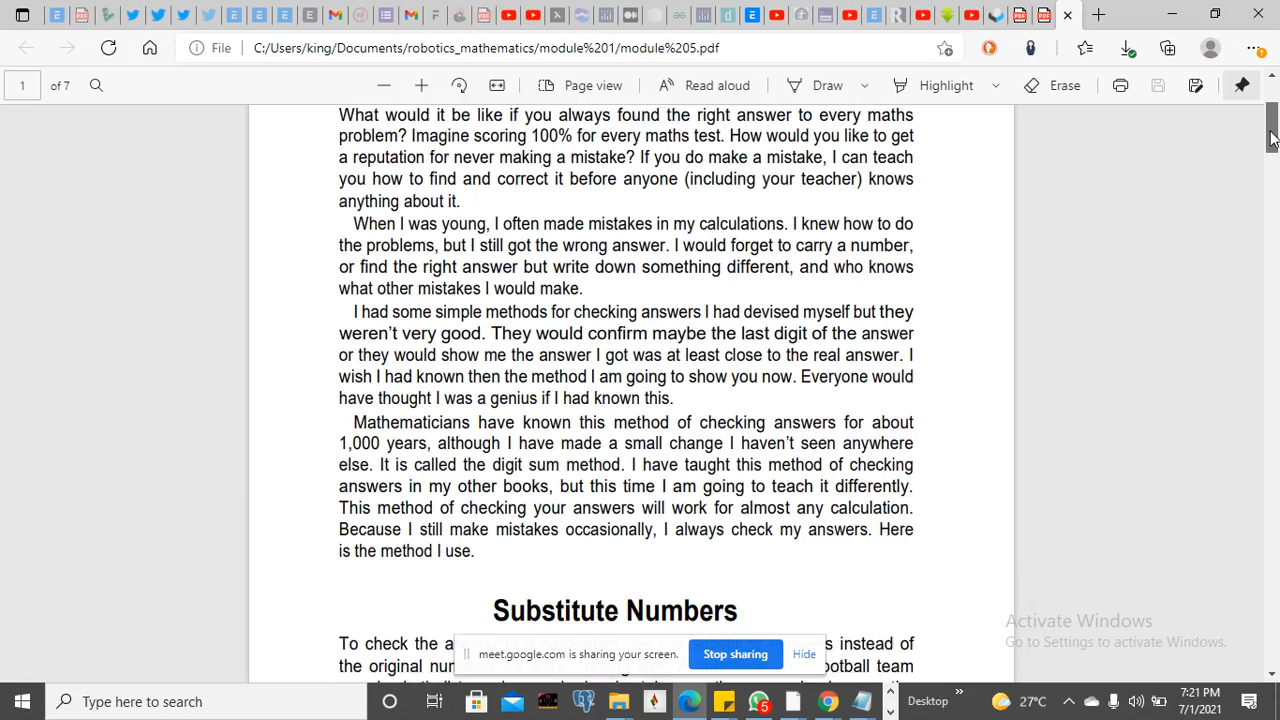 File
C:/Users/king/Documents/robotics_mathematics/module%201/module%205.pdf
1 of 7
Page view
Read aloud
Draw
Highlight
Erase
What would it be like if you always found the right answer to every maths
problem? Imagine scoring 100% for every maths test. How would you like to get
a reputation for never making a mistake? If you do make a mistake, I can teach
you how to find and correct it before anyone (including your teacher) knows
anything about it.
When I was young, I often made mistakes in my calculations. I knew how to do
the problems, but I still got the wrong answer. I would forget to carry a number,
or find the right answer but write down something different, and who knows
what other mistakes I would make.
I had some simple methods for checking answers I had devised myself but they
weren't very good. They would confirm maybe the last digit of the answer
or they would show me the answer I got was at least close to the real answer. I
wish I had known then the method I am going to show you now. Everyone would
have thought I was a genius if I had known this.
Mathematicians have known this method of checking answers for about
1,000 years, although I have made a small change I haven't seen anywhere
else. It is called the digit sum method. I have taught this method of checking
answers in my other books, but this time I am going to teach it differently.
This method of checking your answers will work for almost any calculation.
Because I still make mistakes occasionally, I always check my answers. Here
is the method I use.
Substitute Numbers
To check the a
s instead of
the original nu
ootball team
meet.google.com is sharing your screen.
Stop sharing
Hide
Activate Windows
Go to Settings to activate Windows.
Type here to search
5
Desktop
27°C
7:21 PM
7/1/2021